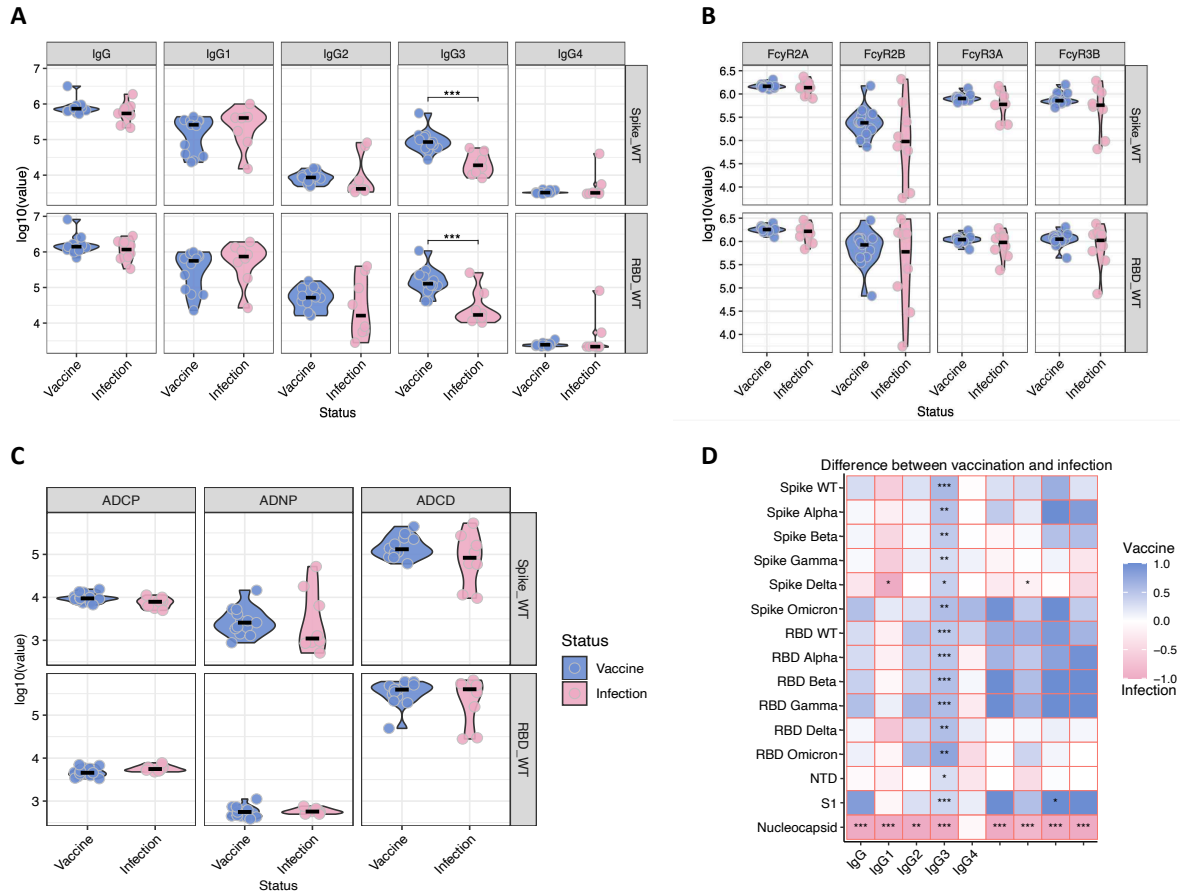 A
IgG IgG1 IgG2 IgG3 IgG4
7
6
5
4
***
Spike_WT
log10(value)
7
6
5
4
***
RBD_WT
Vaccine Infection Vaccine Infection Vaccine Infection Vaccine Infection Vaccine Infection
Status
B
FcyR2A FcyR2B FcyR3A FcyR3B
6.5
6.0
5.5
5.0
4.5
4.0
Spike_WT
log10(value)
6.5
6.0
5.5
5.0
4.5
4.0
RBD_WT
Vaccine Infection Vaccine Infection Vaccine Infection Vaccine Infection
Status
C
ADCP ADNP ADCD
5
4
3
Spike_WT
log10(value)
5
4
3
RBD_WT
Vaccine Infection Vaccine Infection Vaccine Infection
Status
Status
Vaccine
Infection
D
Difference between vaccination and infection
Spike WT ***
Spike Alpha **
Spike Beta **
Spike Gamma **
Spike Delta * * *
Spike Omicron **
RBD WT ***
RBD Alpha ***
RBD Beta ***
RBD Gamma ***
RBD Delta **
RBD Omicron **
NTD *
S1 *** *
Nucleocapsid *** *** ** *** *** *** *** ***
IgG IgG1 IgG2 IgG3 IgG4
Vaccine
1.0
0.5
0.0
−0.5
−1.0
Infection